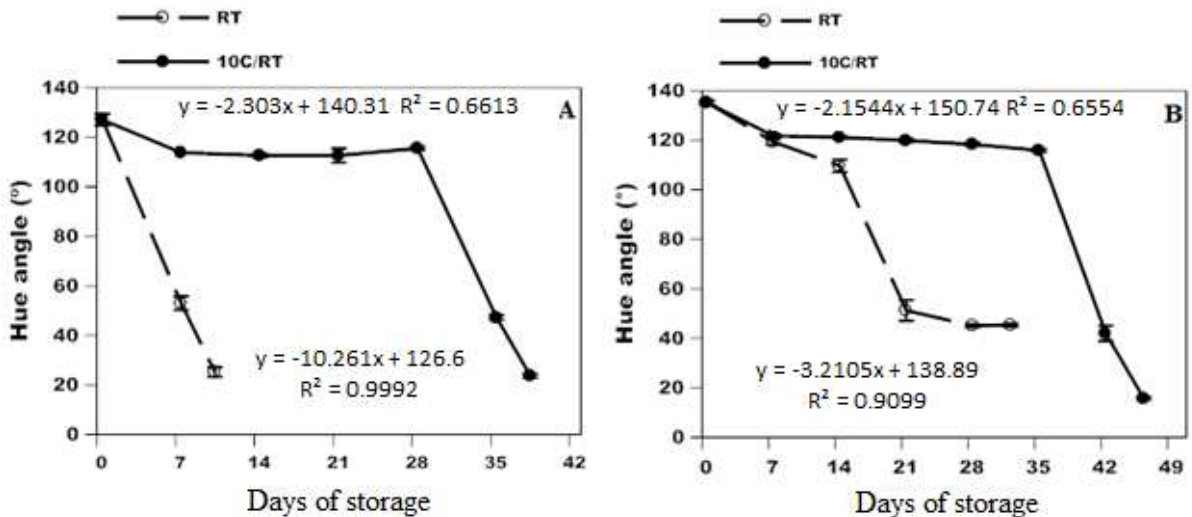 RT
10C/RT
140
120
100
80
60
40
20
0
Hue angle (°)
y = -2.303x + 140.31 R² = 0.6613
A
y = -10.261x + 126.6
R² = 0.9992
0 7 14 21 28 35 42
Days of storage
RT
10C/RT
140
120
100
80
60
40
20
0
Hue angle (°)
y = -2.1544x + 150.74 R² = 0.6554
B
y = -3.2105x + 138.89
R² = 0.9099
0 7 14 21 28 35 42 49
Days of storage